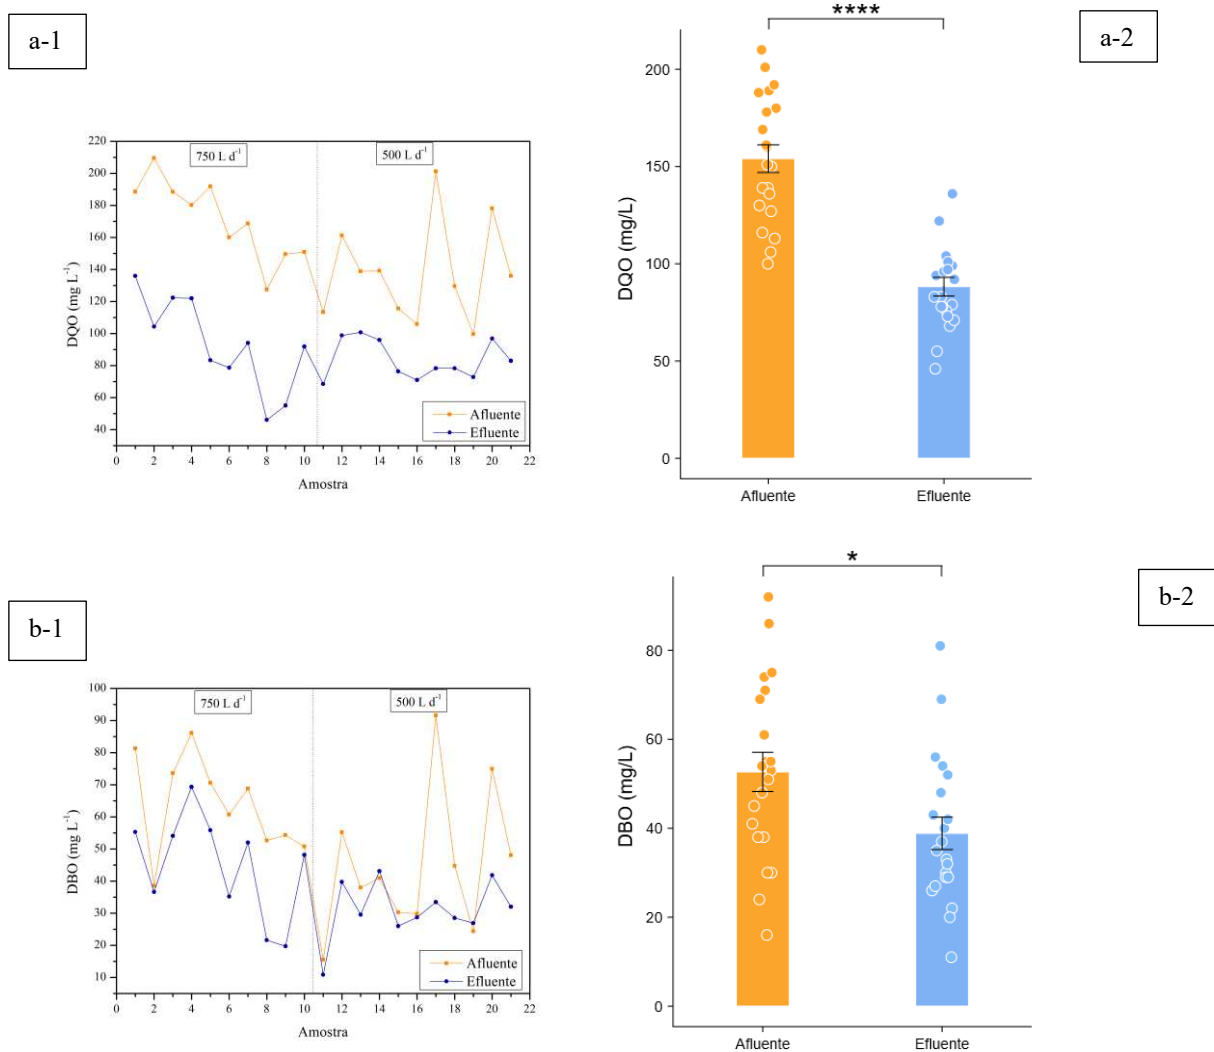 a-1
750 L d⁻¹
500 L d⁻¹
220
200
180
160
140
120
100
80
60
40
DQO (mg L⁻¹)
Afluente
Efluente
0 2 4 6 8 10 12 14 16 18 20 22
Amostra
a-2
****
200
150
100
50
0
DQO (mg/L)
Afluente Efluente
b-1
750 L d⁻¹
500 L d⁻¹
100
90
80
70
60
50
40
30
20
10
DBO (mg L⁻¹)
Afluente
Efluente
0 2 4 6 8 10 12 14 16 18 20 22
Amostra
b-2
*
80
60
40
20
0
DBO (mg/L)
Afluente Efluente